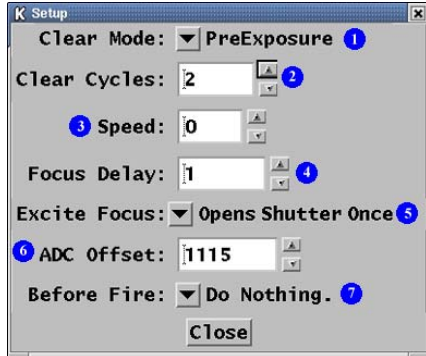 K Setup
Clear Mode: PreExposure 1
Clear Cycles: 2 2
3 Speed: 0
Focus Delay: 1 4
Excite Focus: Opens Shutter Once 5
6 ADC Offset: 1115
Before Fire: Do Nothing. 7
Close